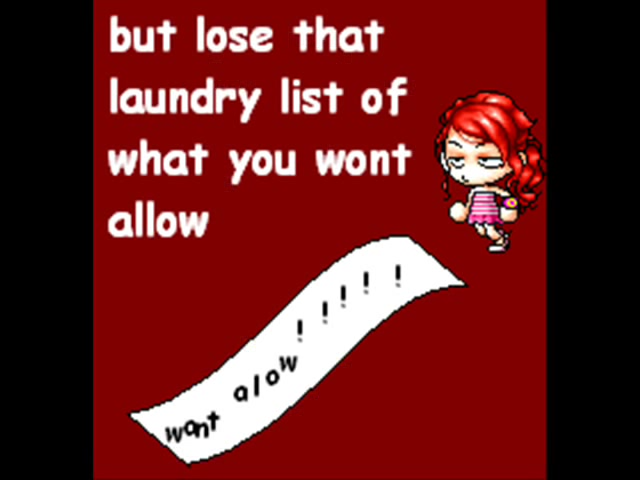 but lose that
laundry list of
what you wont
allow
wont alow ! ! ! ! !